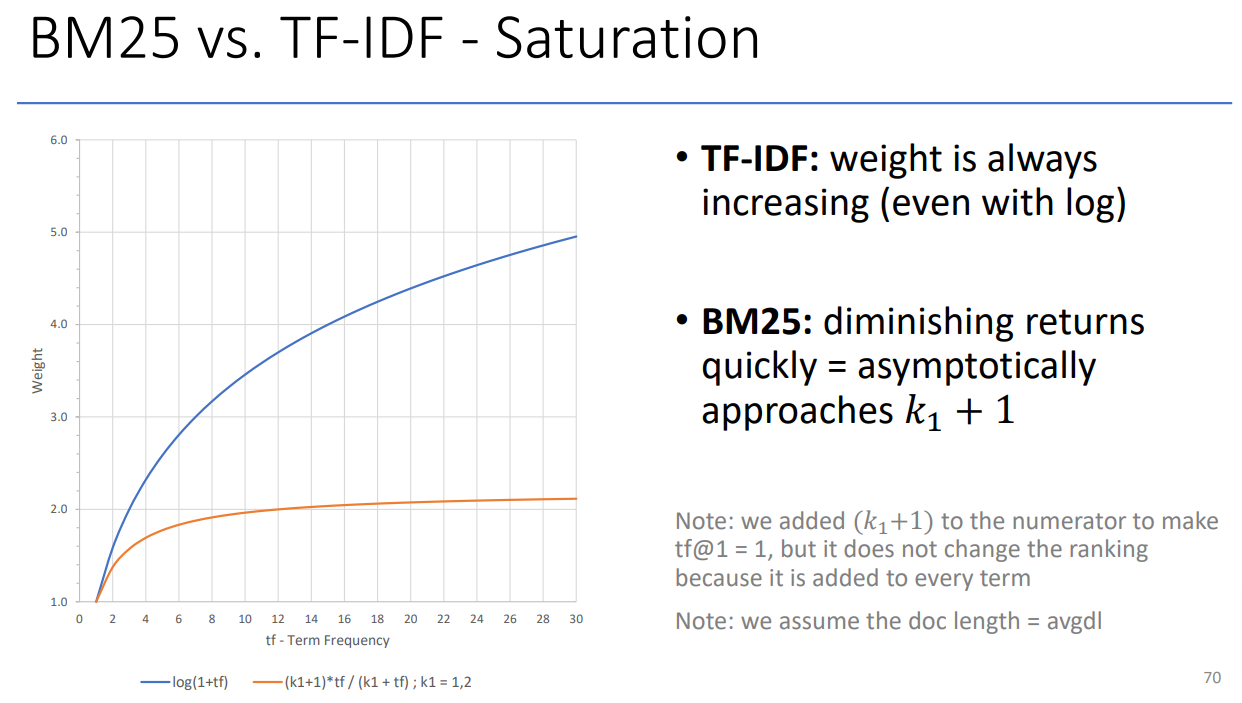 BM25 vs. TF-IDF - Saturation
6.0
5.0
4.0
3.0
2.0
1.0
Weight
0 2 4 6 8 10 12 14 16 18 20 22 24 26 28 30
tf - Term Frequency
log(1+tf) (k1+1)*tf / (k1 + tf) ; k1 = 1,2
• TF-IDF: weight is always
increasing (even with log)
• BM25: diminishing returns
quickly = asymptotically
approaches k₁ + 1
Note: we added (k₁+1) to the numerator to make
tf@1 = 1, but it does not change the ranking
because it is added to every term
Note: we assume the doc length = avgdl
70